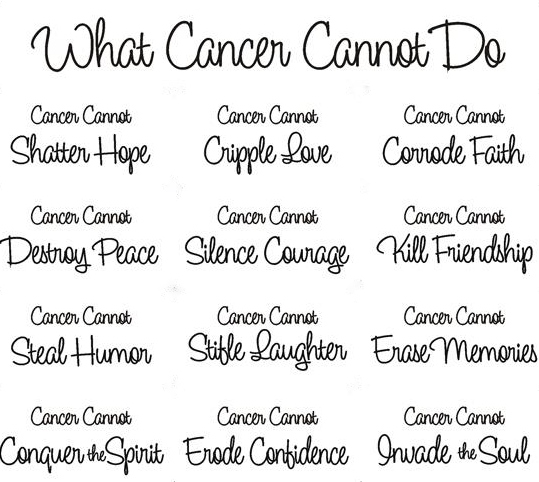 What Cancer Cannot Do
Cancer Cannot Cancer Cannot Cancer Cannot
Shatter Hope Cripple Love Corrode Faith
Cancer Cannot Cancer Cannot Cancer Cannot
Destroy Peace Silence Courage Kill Friendship
Cancer Cannot Cancer Cannot Cancer Cannot
Steal Humor Stifle Laughter Erase Memories
Cancer Cannot Cancer Cannot Cancer Cannot
Conquer the Spirit Erode Confidence Invade the Soul